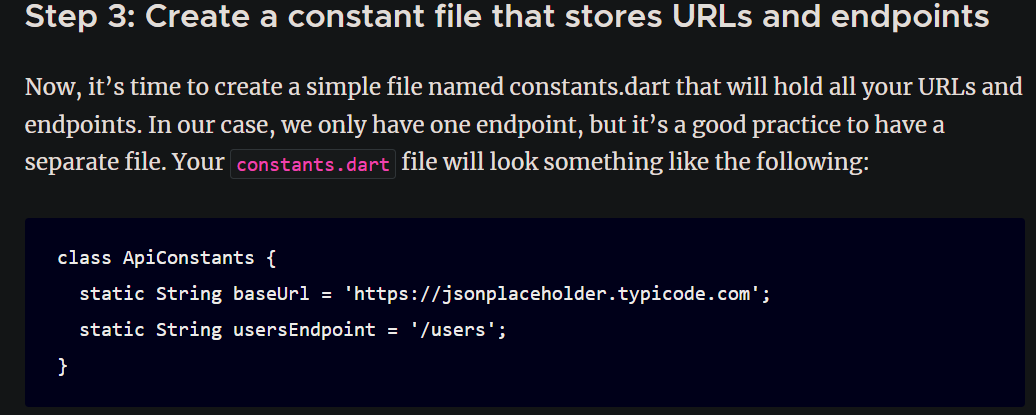 Step 3: Create a constant file that stores URLs and endpoints
Now, it’s time to create a simple file named constants.dart that will hold all your URLs and
endpoints. In our case, we only have one endpoint, but it’s a good practice to have a
separate file. Your constants.dart file will look something like the following:
class ApiConstants {
  static String baseUrl = 'https://jsonplaceholder.typicode.com';
  static String usersEndpoint = '/users';
}